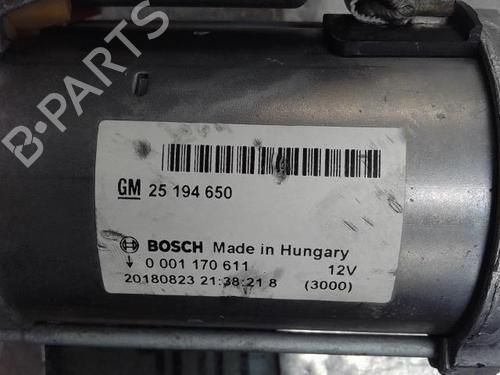 B-PARTS
GM 25 194 650
BOSCH Made in Hungary
0 001 170 611 12V
20180823 21:38:21 8 (3000)